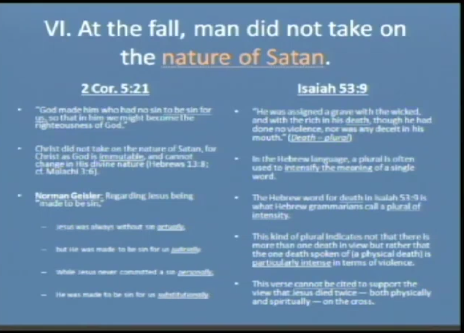 VI. At the fall, man did not take on
the nature of Satan.
2 Cor. 5:21
• "God made him who had no sin to be sin for
us, so that in him we might become the
righteousness of God."
• Christ did not take on the nature of Satan, for
Christ as God is immutable, and cannot
change in His divine nature (Hebrews 13:8;
cf. Malachi 3:6).
• Norman Geisler: Regarding Jesus being
"made to be sin,"
– Jesus was always without sin actually.
– but He was made to be sin for us judicially.
– While Jesus never committed a sin personally.
– He was made to be sin for us substitutionally.
Isaiah 53:9
• "He was assigned a grave with the wicked,
and with the rich in his death, though he had
done no violence, nor was any deceit in his
mouth." (Death – plural)
• In the Hebrew language, a plural is often
used to intensify the meaning of a single
word.
• The Hebrew word for death in Isaiah 53:9 is
what Hebrew grammarians call a plural of
intensity.
• This kind of plural indicates not that there is
more than one death in view but rather that
the one death spoken of (a physical death) is
particularly intense in terms of violence.
• This verse cannot be cited to support the
view that Jesus died twice — both physically
and spiritually — on the cross.